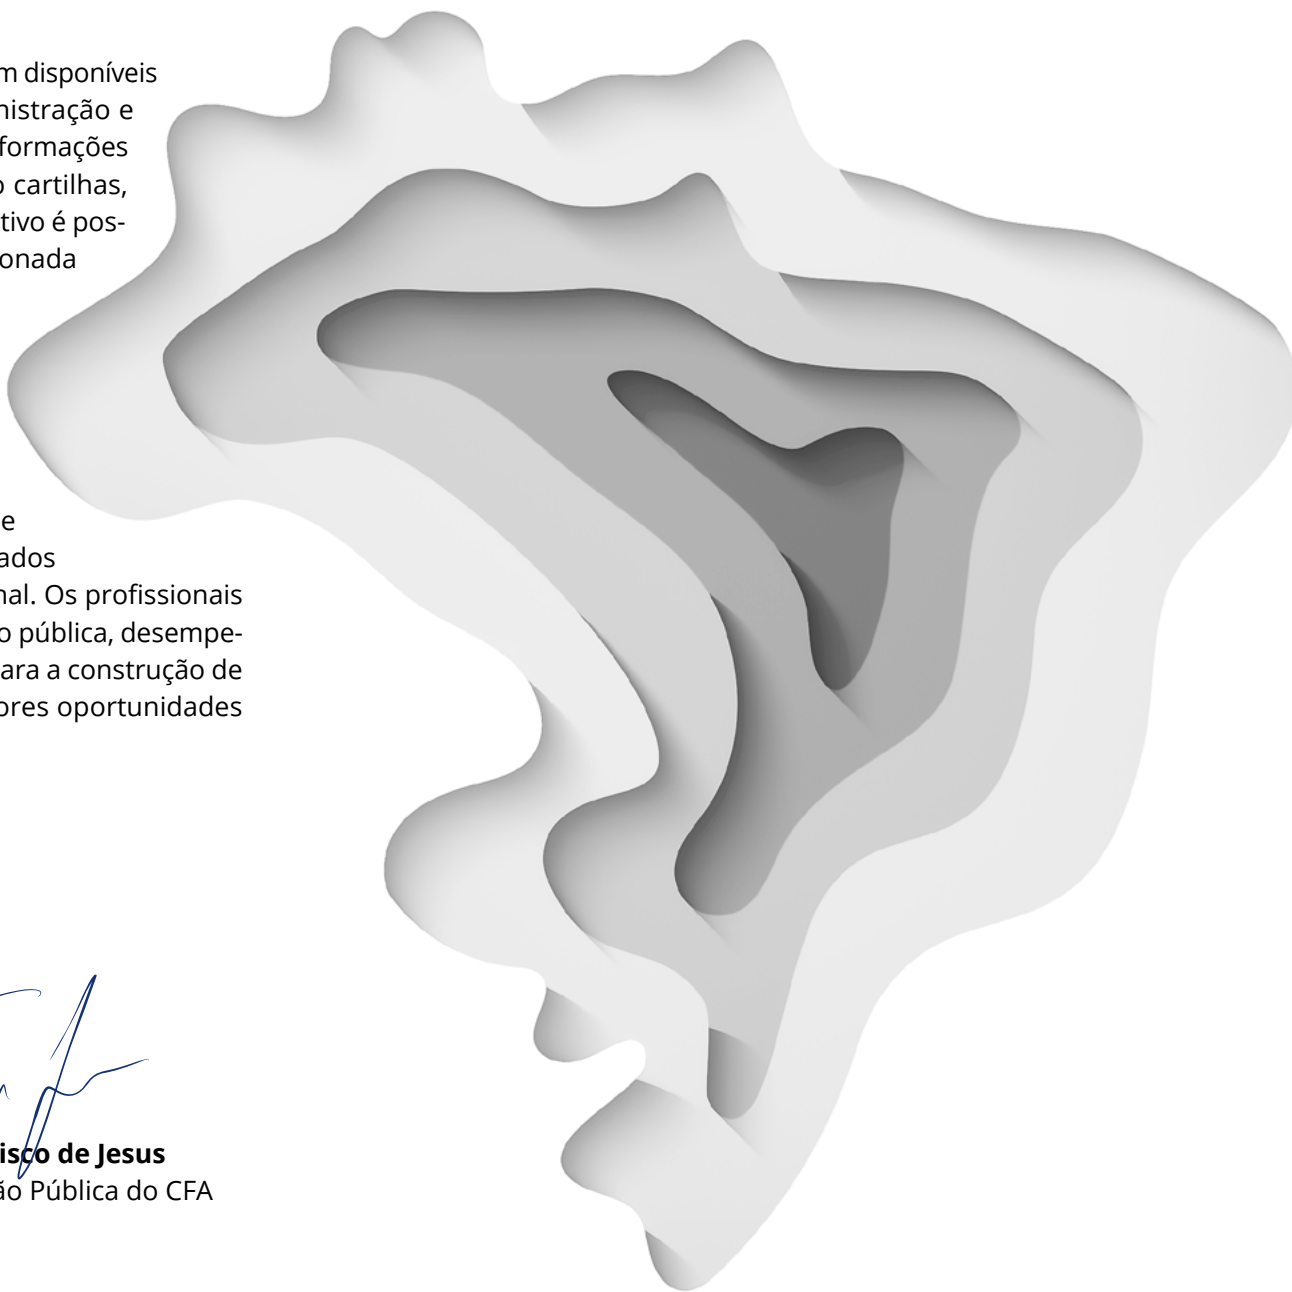 m disponíveis
nistração e
formações
o cartilhas,
tivo é pos-
onada
e
ados
nal. Os profissionais
o pública, desempe-
ara a construção de
ores oportunidades
isco de Jesus
ão Pública do CFA